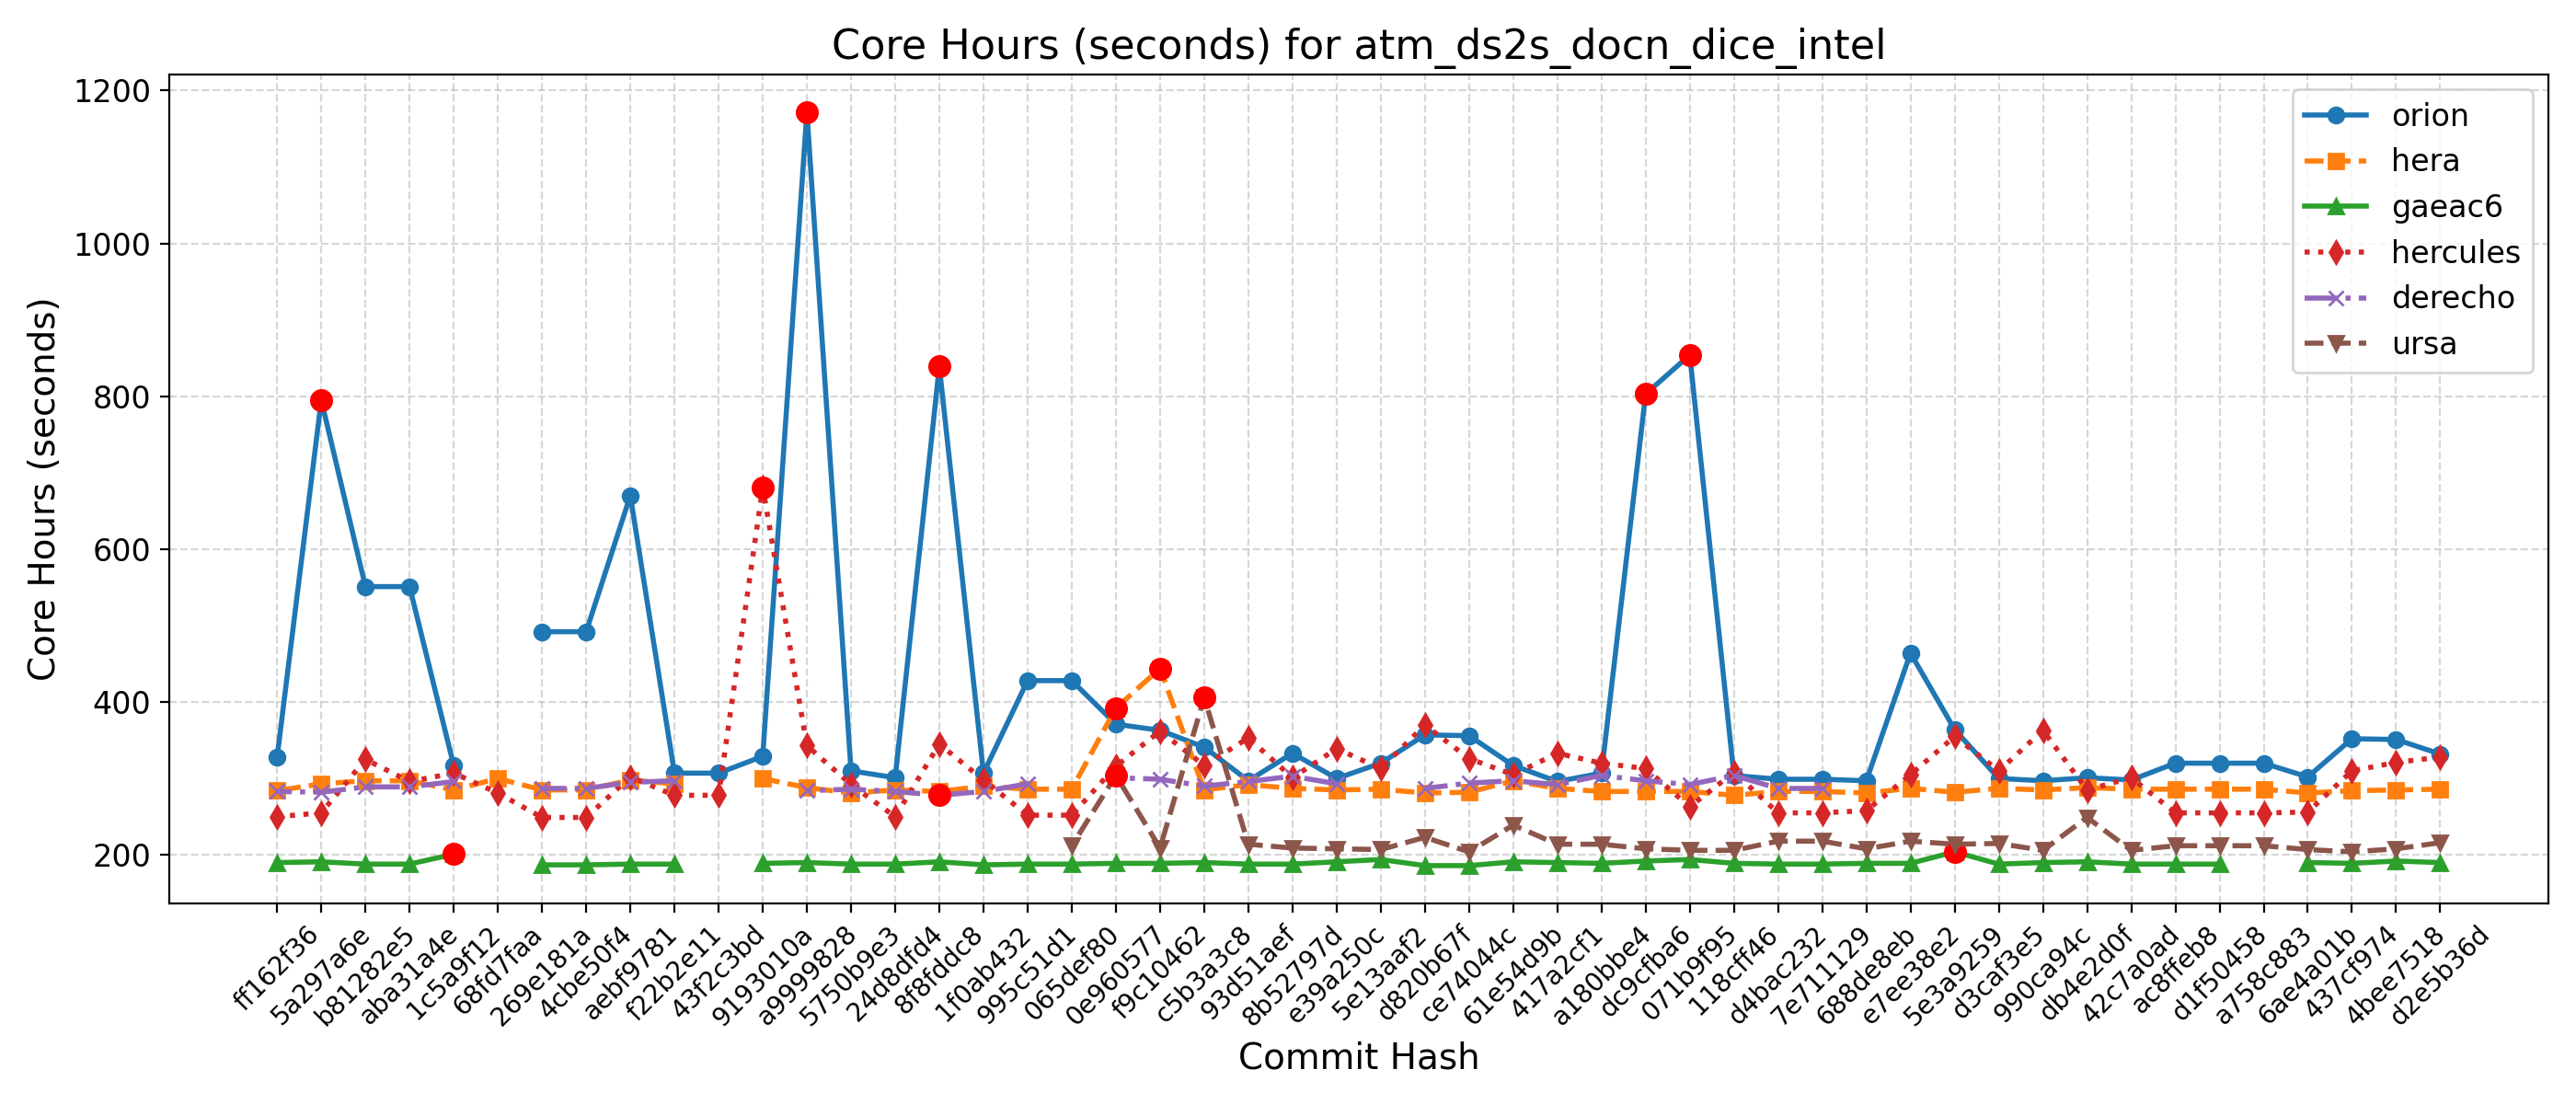 Core Hours (seconds) for atm_ds2s_docn_dice_intel
Core Hours (seconds)
1200
1000
800
600
400
200
orion
hera
gaeac6
hercules
derecho
ursa
ff162f36
5a297a6e
b81282e5
aba31a4e
1c5a9f12
68fd7faa
269e181a
4cbe50f4
aebf9781
f22b2e11
43f2c3bd
9193010a
a9999828
5750b9e3
24d8dfd4
8f8fddc8
1f0ab432
995c51d1
065def80
0e960577
f9c10462
c5b3a3c8
93d51aef
8b52797d
e39a250c
5e13aaf2
d820b67f
ce74044c
61e54d9b
417a2cf1
a180bbe4
dc9cfba6
071b9f95
118cff46
d4bac232
7e711129
688de8eb
e7ee38e2
5e3a9259
d3caf3e5
990ca94c
db4e2d0f
42c7a0ad
ac8ffeb8
d1f50458
a758c883
6ae4a01b
437cf974
4bee7518
d2e5b36d
Commit Hash